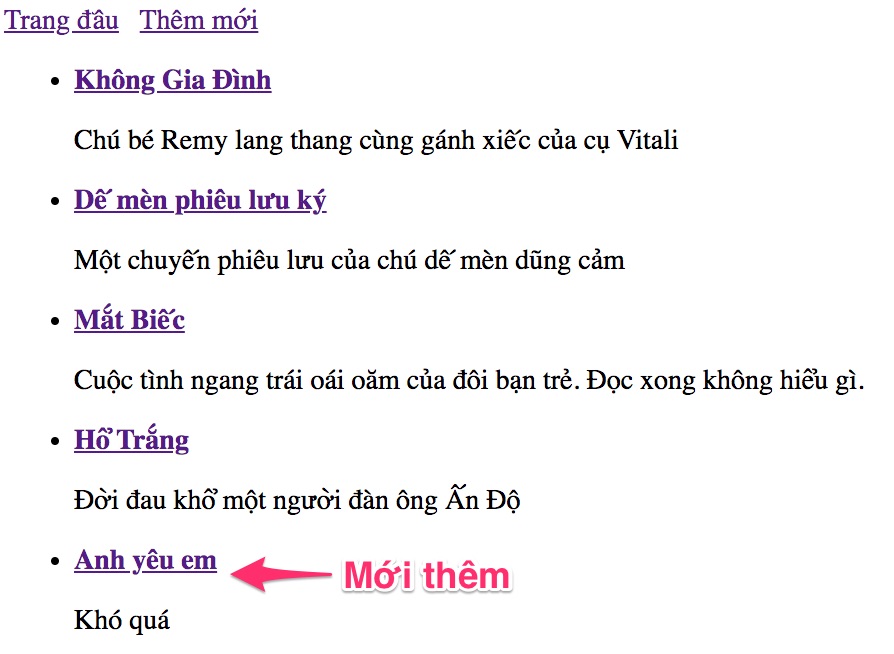 Trang đầu Thêm mới
Không Gia Đình
Chú bé Remy lang thang cùng gánh xiếc của cụ Vitali
Dế mèn phiêu lưu ký
Một chuyến phiêu lưu của chú dế mèn dũng cảm
Mắt Biếc
Cuộc tình ngang trái oái oăm của đôi bạn trẻ. Đọc xong không hiểu gì.
Hổ Trắng
Đời đau khổ một người đàn ông Ấn Độ
Anh yêu em
Mới thêm
Khó quá